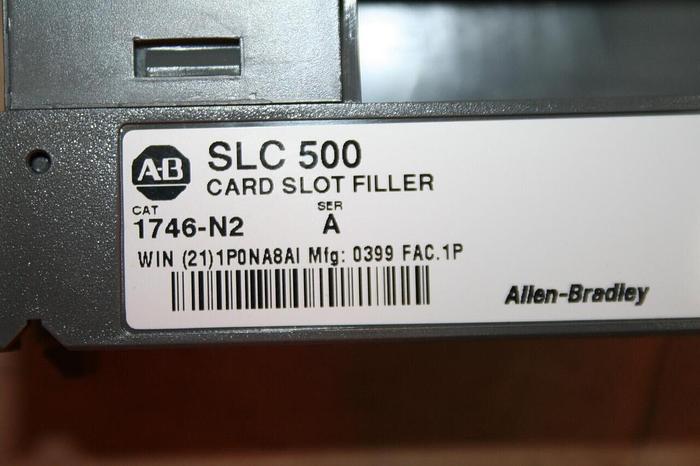 A-B SLC 500
CARD SLOT FILLER
CAT SER
1746-N2 A
WIN (21)1P0NA8AI Mfg: 0399 FAC.1P
Allen-Bradley